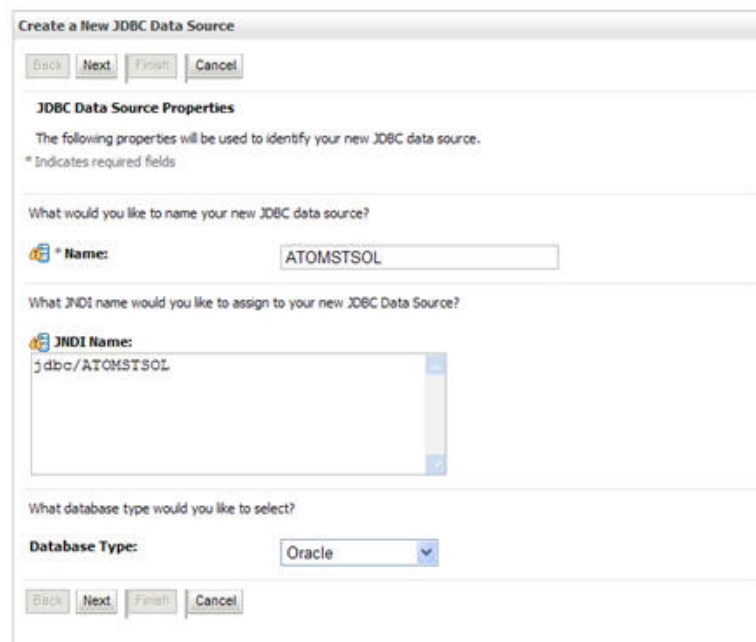 Create a New JDBC Data Source
Back Next Finish Cancel
JDBC Data Source Properties
The following properties will be used to identify your new JDBC data source.
* Indicates required fields
What would you like to name your new JDBC data source?
* Name: ATOMSTSOL
What JNDI name would you like to assign to your new JDBC Data Source?
JNDI Name:
jdbc/ATOMSTSOL
What database type would you like to select?
Database Type: Oracle
Back Next Finish Cancel